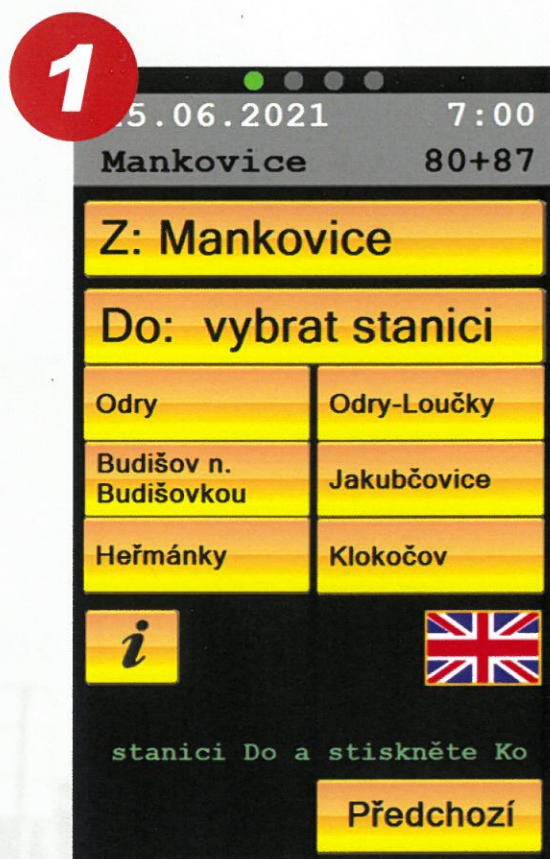 1
5.06.2021 7:00
Mankovice 80+87
Z: Mankovice
Do: vybrat stanici
Odry Odry-Loučky
Budišov n.
Budišovkou
Jakubčovice
Heřmánky Klokočov
i
stanici Do a stiskněte Ko
Předchozí